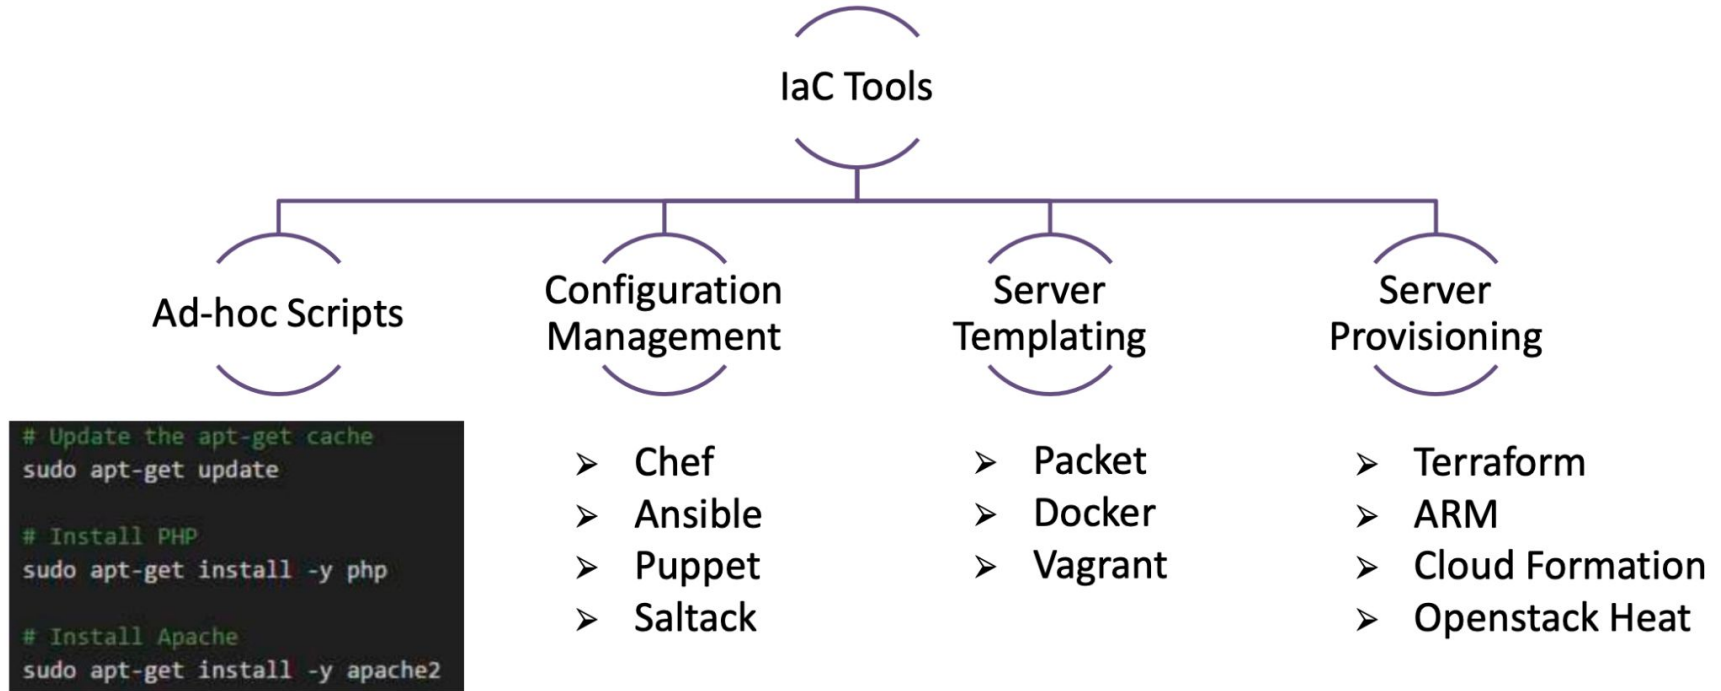 IaC Tools
Ad-hoc Scripts
# Update the apt-get cache
sudo apt-get update
# Install PHP
sudo apt-get install -y php
# Install Apache
sudo apt-get install -y apache2
Configuration
Management
➢ Chef
➢ Ansible
➢ Puppet
➢ Saltack
Server
Templating
➢ Packet
➢ Docker
➢ Vagrant
Server
Provisioning
➢ Terraform
➢ ARM
➢ Cloud Formation
➢ Openstack Heat